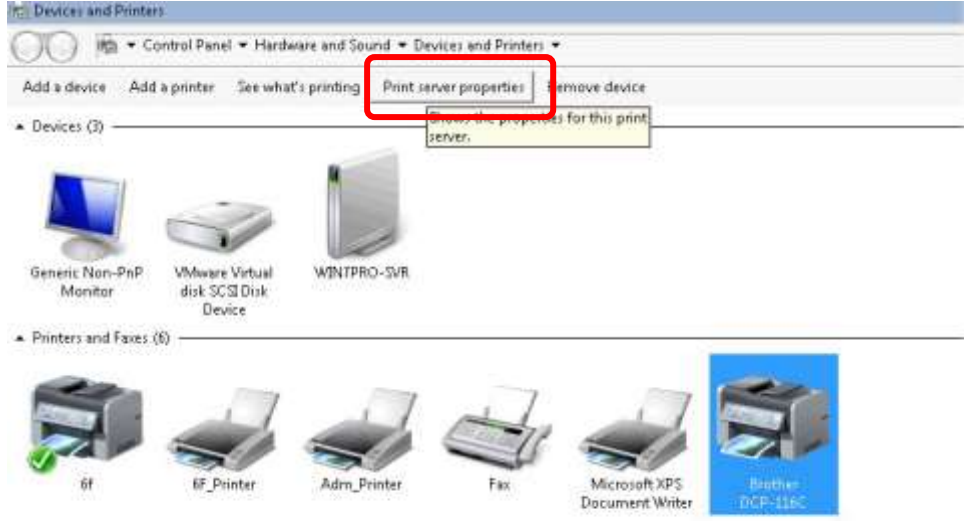 Devices and Printers
Control Panel Hardware and Sound Devices and Printers
Add a device Add a printer See what's printing Print server properties Remove device
Shows the properties for this print
server.
Devices (3)
Generic Non-PnP
Monitor
VMware Virtual
disk SCSI Disk
Device
WINTPRO-SVR
Printers and Faxes (6)
6f
6F_Printer
Adm_Printer
Fax
Microsoft XPS
Document Writer
Brother
DCP-116C